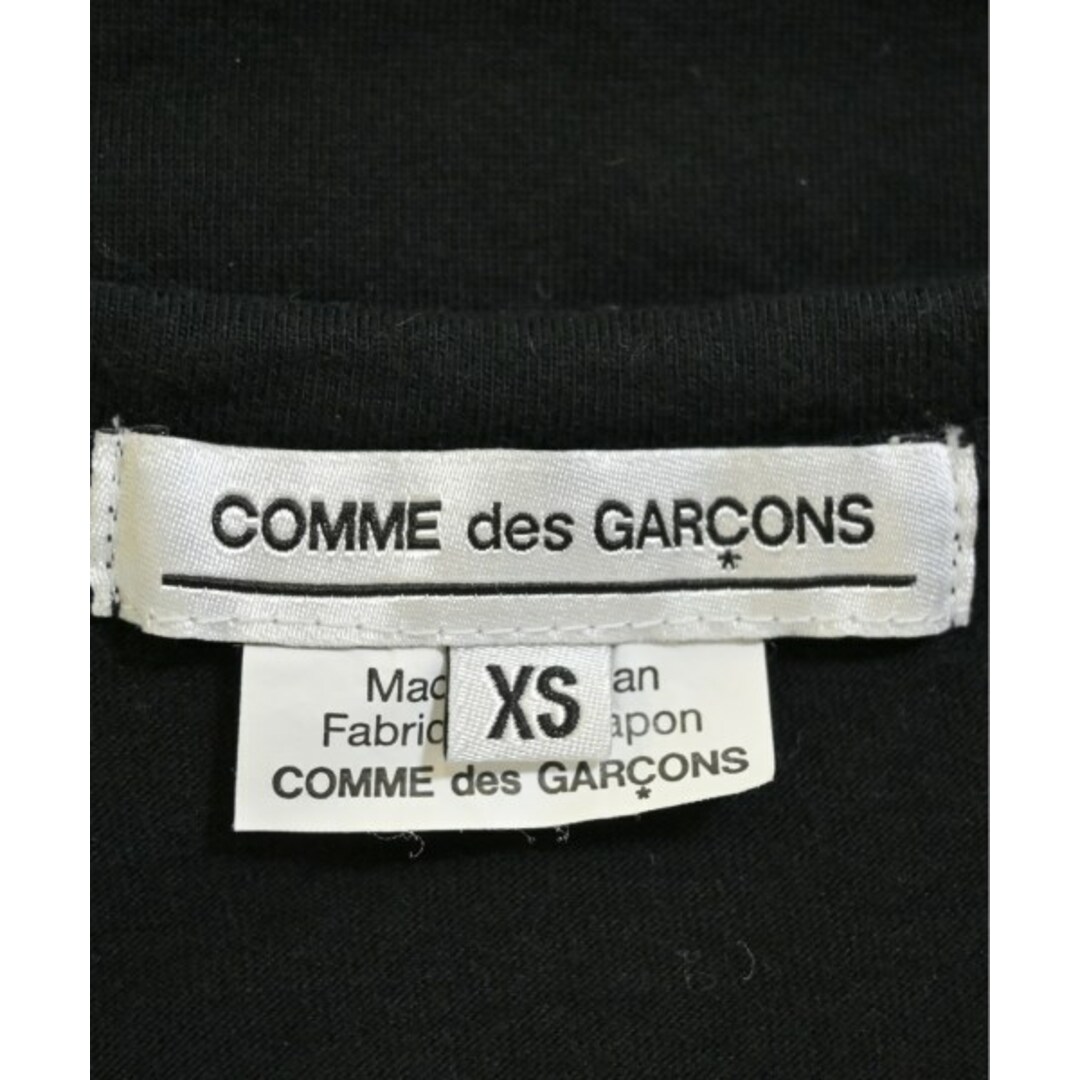 COMME des GARÇONS
XS
Mac an
Fabric apon
COMME des GARÇONS